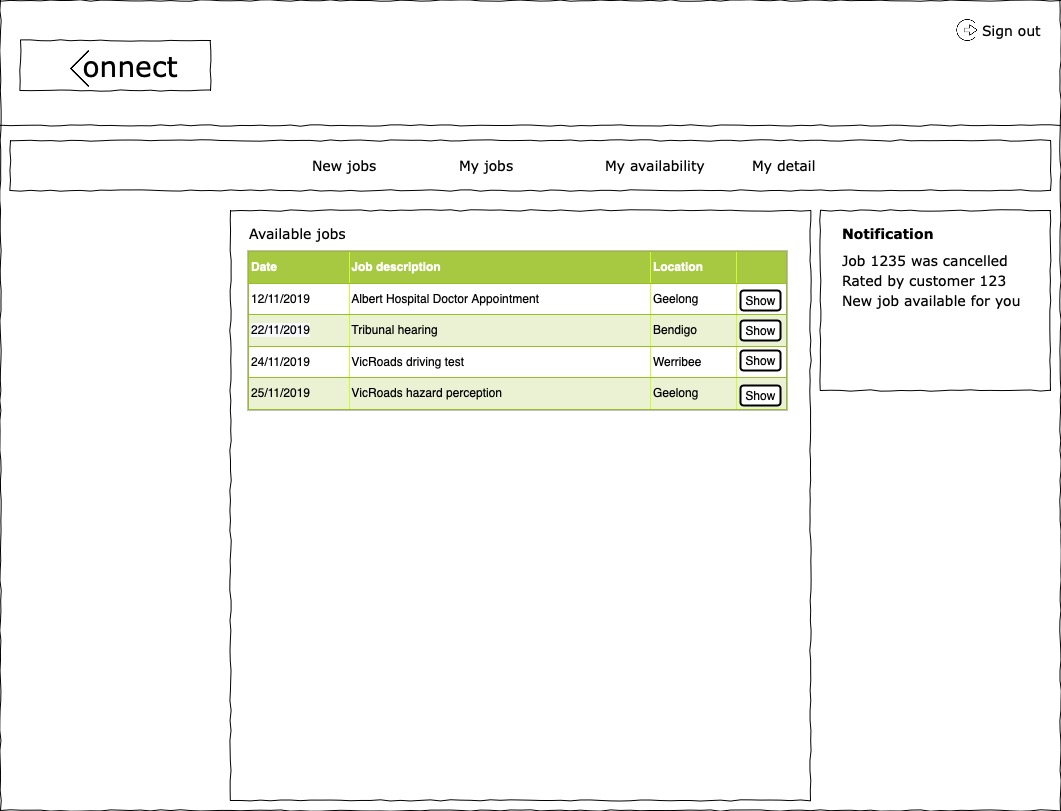 Sign out
<onnect
New jobs My jobs My availability My detail
Available jobs
Date Job description Location
12/11/2019 Albert Hospital Doctor Appointment Geelong Show
22/11/2019 Tribunal hearing Bendigo Show
24/11/2019 VicRoads driving test Werribee Show
25/11/2019 VicRoads hazard perception Geelong Show
Notification
Job 1235 was cancelled
Rated by customer 123
New job available for you